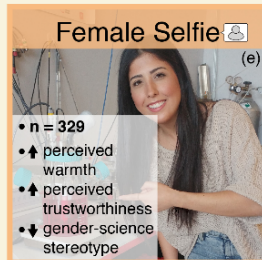 Female Selfie
(e)
• n = 329
• ↑ perceived
warmth
• ↑ perceived
trustworthiness
• ↓ gender-science
stereotype